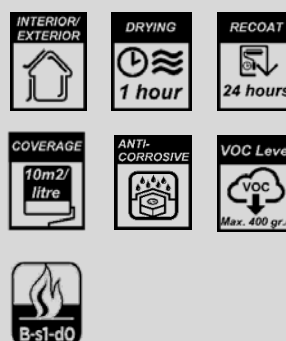 INTERIOR/
EXTERIOR
DRYING
1 hour
RECOAT
24 hours
COVERAGE
10m2/
litre
ANTI-
CORROSIVE
VOC Leve
VOC
Max. 400 gr.
B-s1-d0